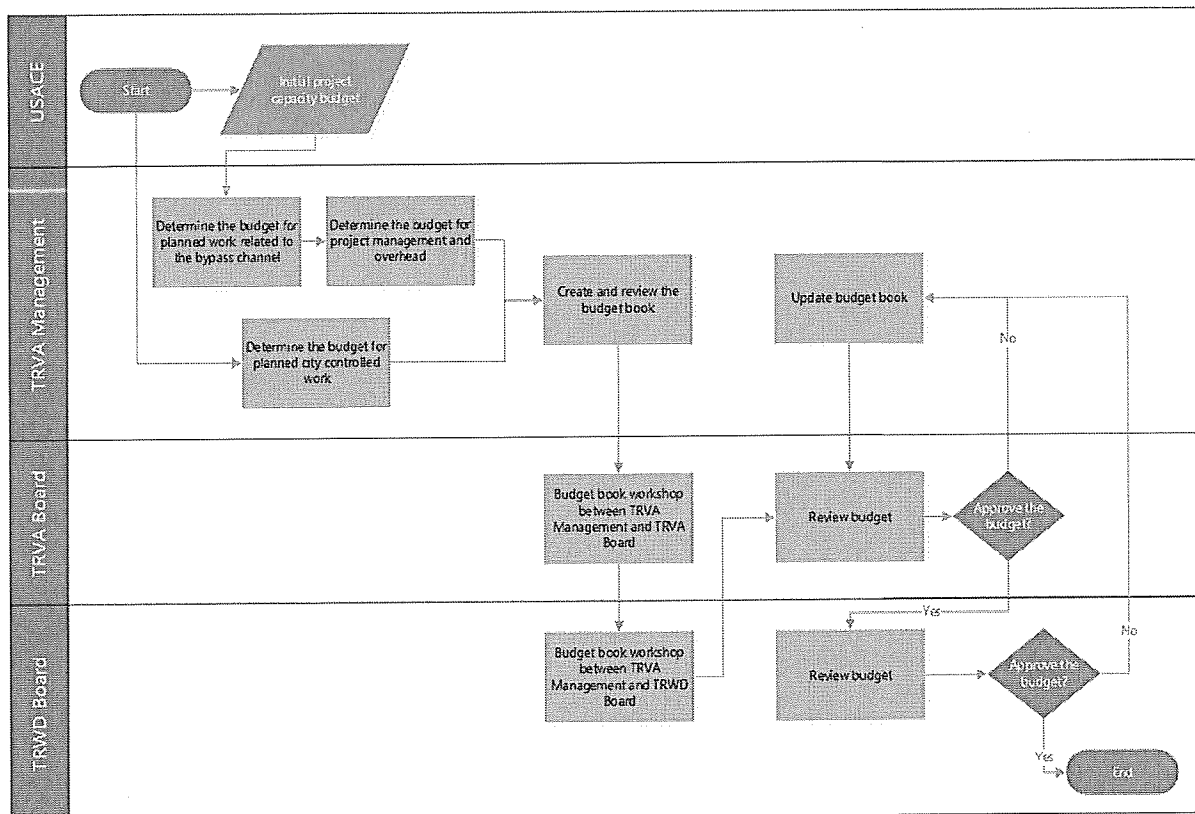 USACE
Start
Initial project
capacity budget
TRVA Management
Determine the budget for
planned work related to
the bypass channel
Determine the budget for
project management and
overhead
Create and review the
budget book
Update budget book
Determine the budget for
planned city controlled
work
No
TRVA Board
Budget book workshop
between TRVA
Management and TRVA
Board
Review budget
Approve the
budget?
Yes
TRWD Board
Budget book workshop
between TRVA
Management and TRWD
Board
Review budget
Approve the
budget?
No
Yes
End